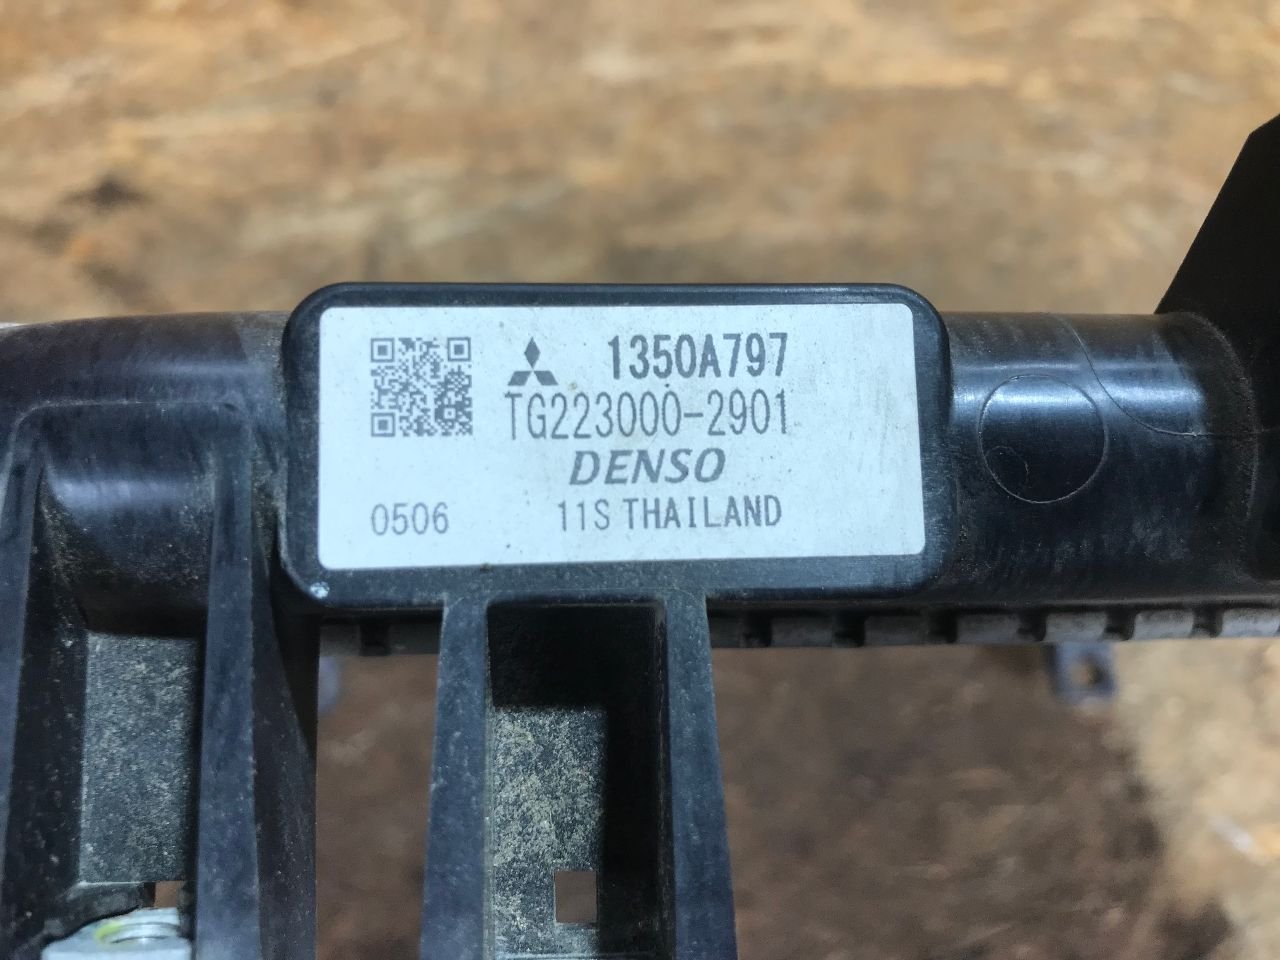 1350A797
TG223000-2901
DENSO
0506 11S THAILAND